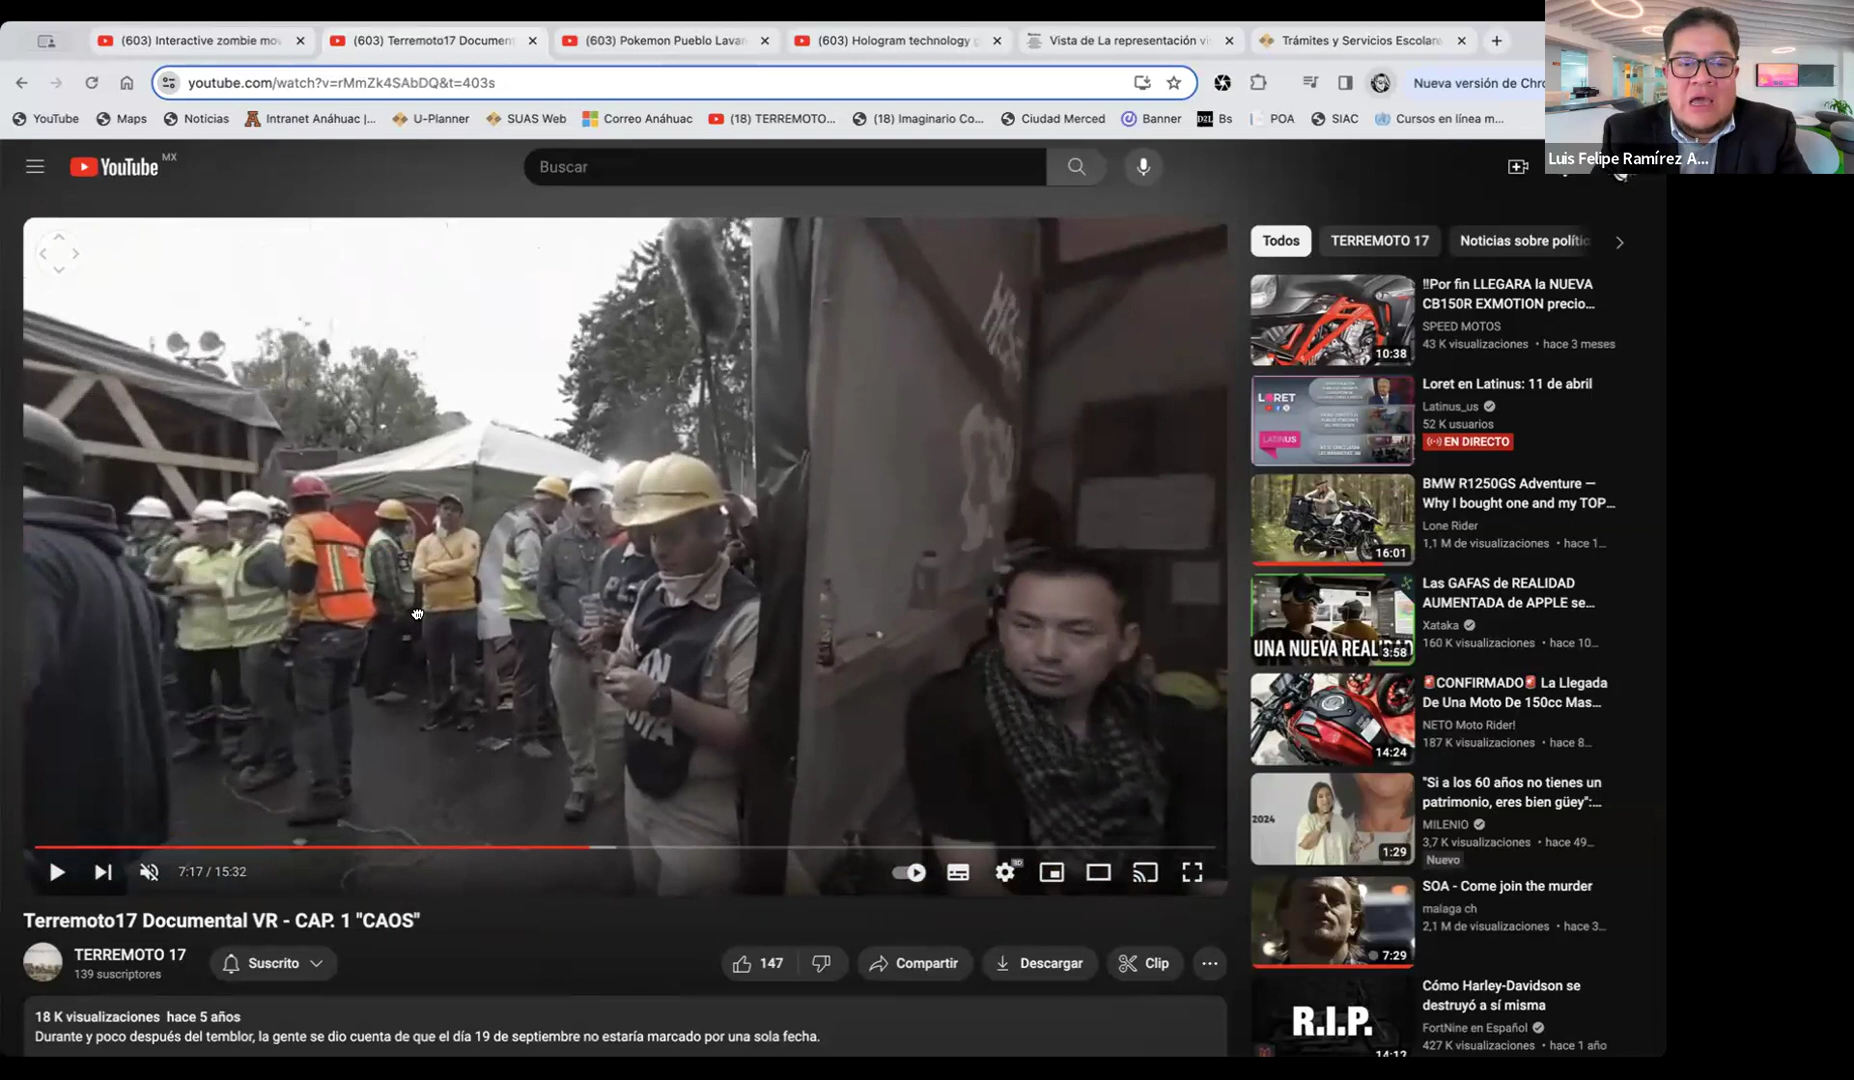 (603) Interactive zombie mov
(603) Terremoto17 Document
(603) Pokemon Pueblo Lavan
(603) Hologram technology
Vista de La representación vi
Trámites y Servicios Escolare
youtube.com/watch?v=rMmZk4SAbDQ&t=403s
Nueva versión de Chro
YouTube
Maps
Noticias
Intranet Anáhuac |...
U-Planner
SUAS Web
Correo Anáhuac
(18) TERREMOTO...
(18) Imaginario Co...
Ciudad Merced
Banner
D2L Bs
POA
SIAC
Cursos en línea m...
Luis Felipe Ramírez A...
YouTube MX
Buscar
Todos
TERREMOTO 17
Noticias sobre polític
!!Por fin LLEGARA la NUEVA
CB150R EXMOTION precio...
SPEED MOTOS
43 K visualizaciones • hace 3 meses
10:38
Loret en Latinus: 11 de abril
Latinus_us
52 K usuarios
EN DIRECTO
LORET
LATINUS
BMW R1250GS Adventure —
Why I bought one and my TOP...
Lone Rider
1,1 M de visualizaciones • hace 1...
16:01
Las GAFAS de REALIDAD
AUMENTADA de APPLE se...
Xataka
160 K visualizaciones • hace 10...
UNA NUEVA REALIDAD
3:58
🚨CONFIRMADO🚨 La Llegada
De Una Moto De 150cc Mas...
NETO Moto Rider!
187 K visualizaciones • hace 8...
14:24
"Si a los 60 años no tienes un
patrimonio, eres bien güey":...
MILENIO
3,7 K visualizaciones • hace 49...
Nuevo
2024
1:29
SOA - Come join the murder
malaga ch
2,1 M de visualizaciones • hace 3...
7:29
Cómo Harley-Davidson se
destruyó a sí misma
FortNine en Español
427 K visualizaciones • hace 1 año
R.I.P.
14:12
7:17 / 15:32
Terremoto17 Documental VR - CAP. 1 "CAOS"
TERREMOTO 17
139 suscriptores
Suscrito
147
Compartir
Descargar
Clip
18 K visualizaciones hace 5 años
Durante y poco después del temblor, la gente se dio cuenta de que el día 19 de septiembre no estaría marcado por una sola fecha.